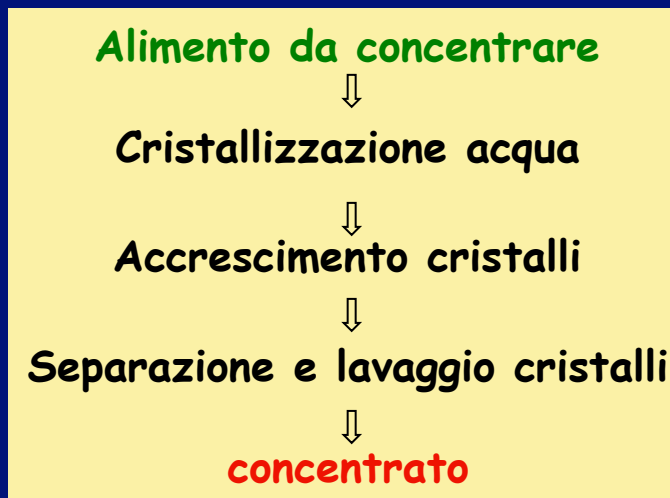 Alimento da concentrare
⇩
Cristallizzazione acqua
⇩
Accrescimento cristalli
⇩
Separazione e lavaggio cristalli
⇩
concentrato